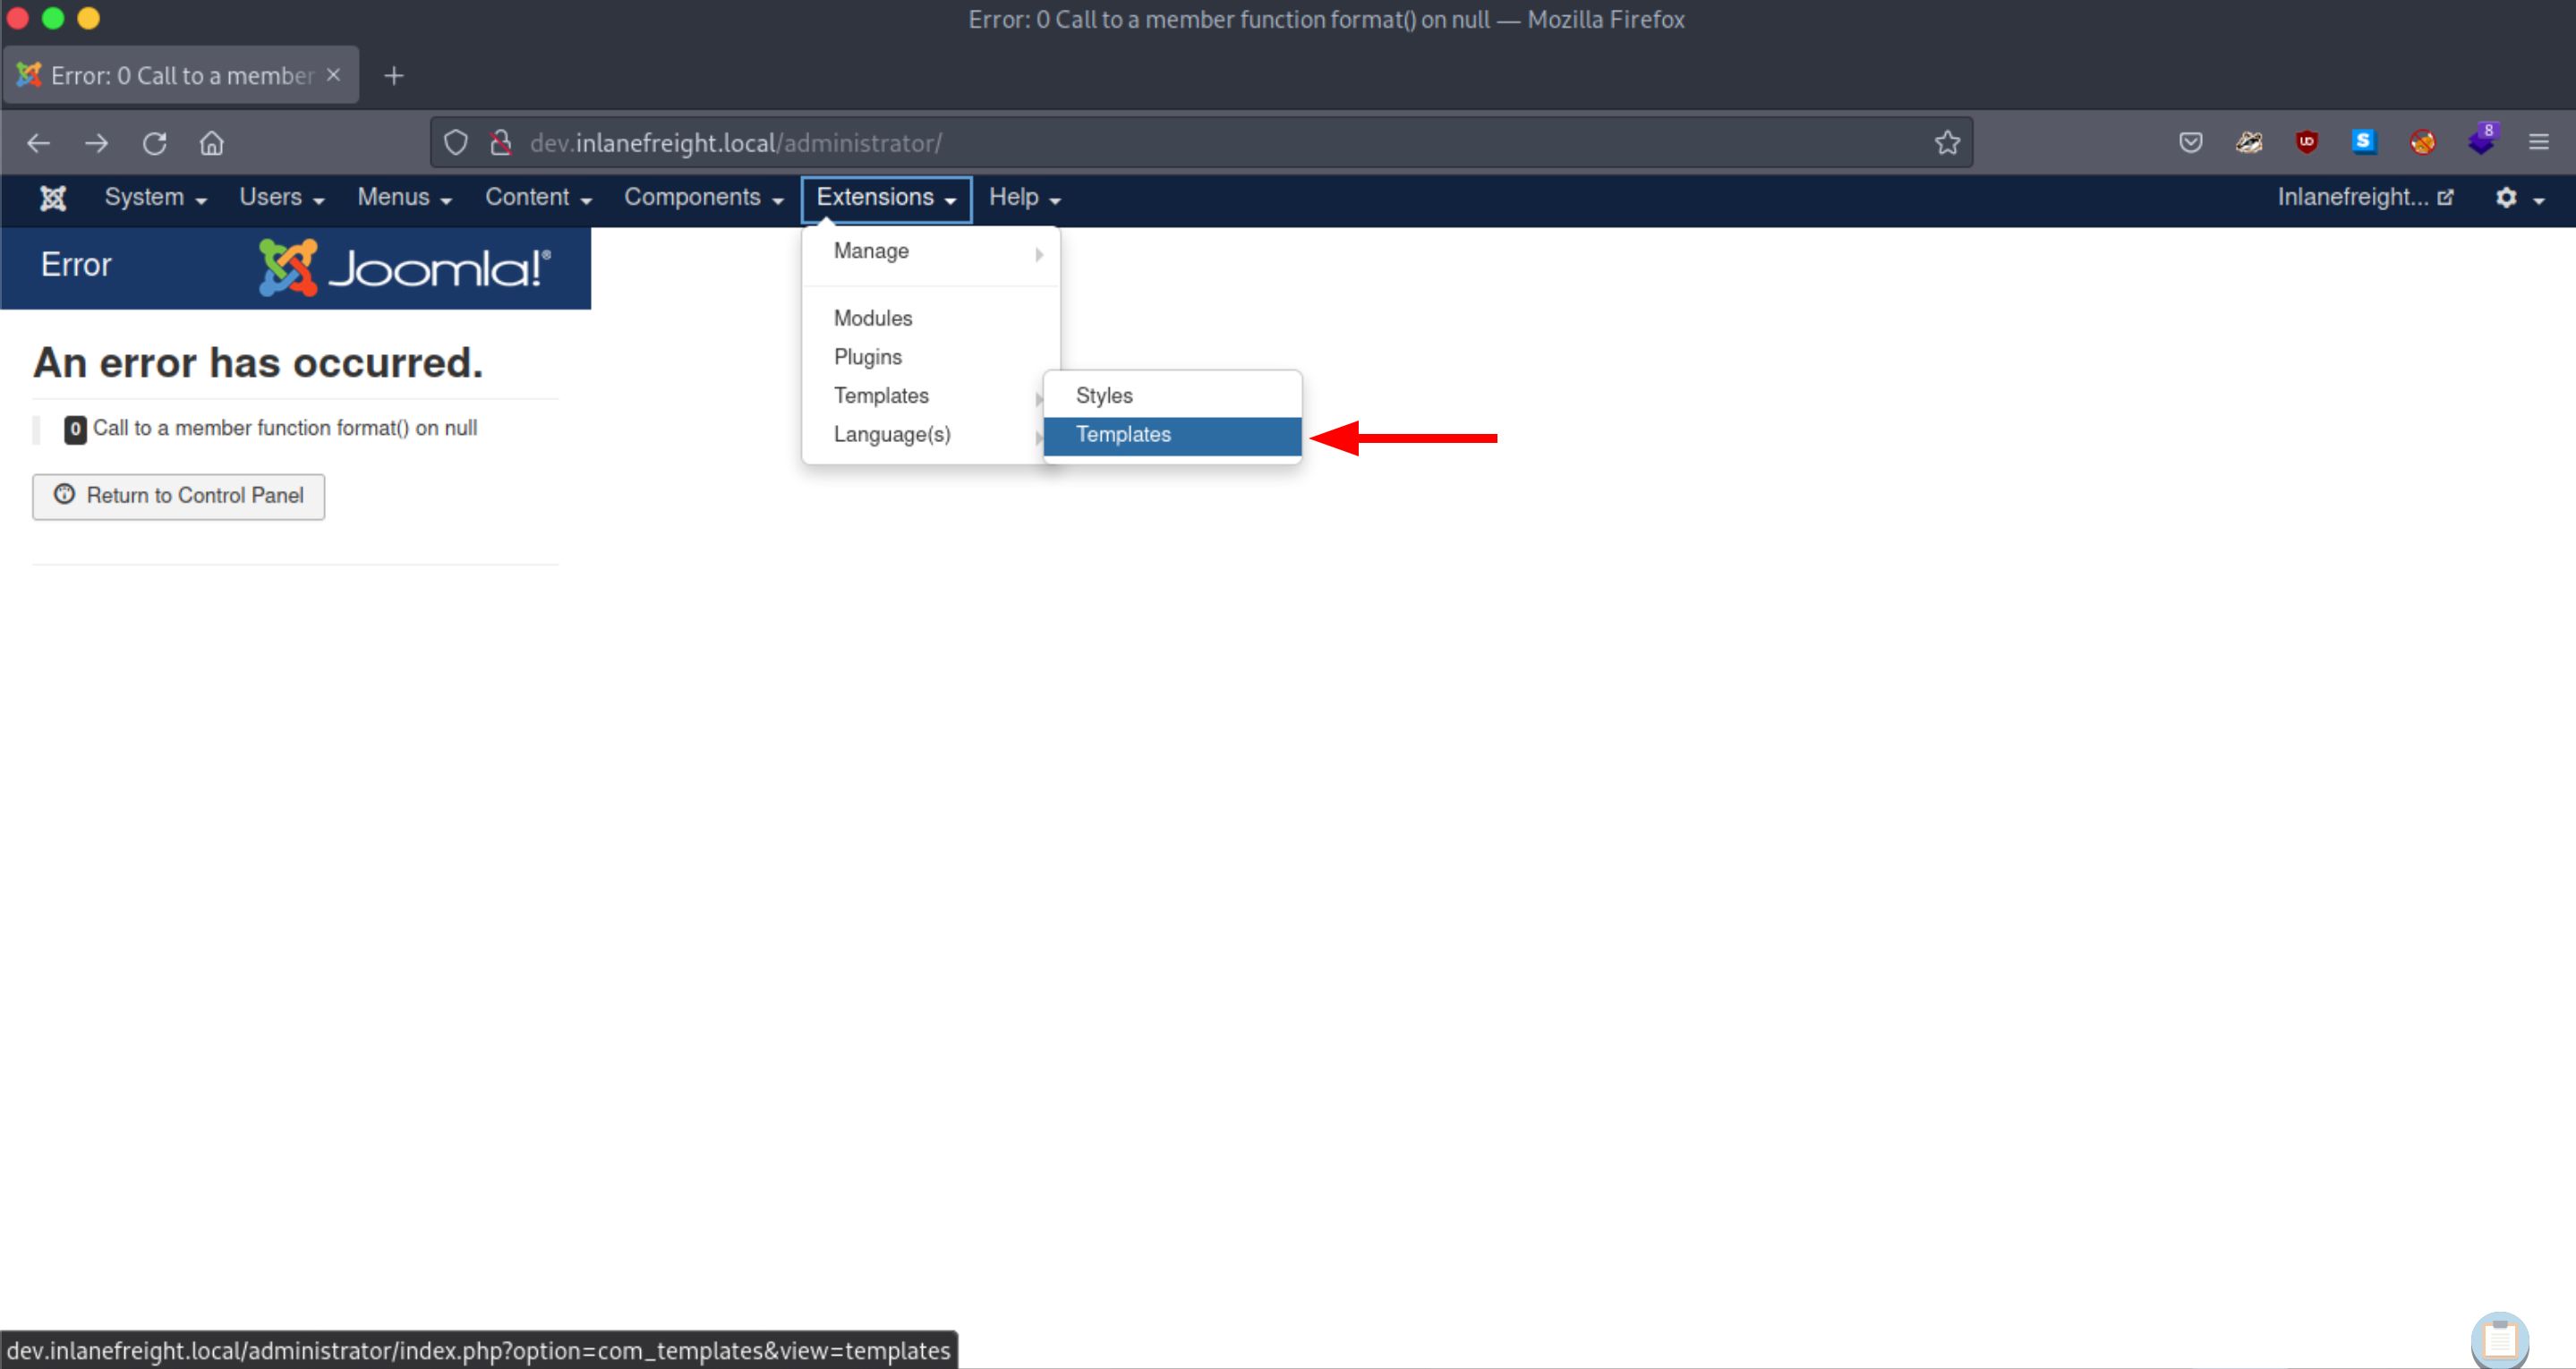 Error: 0 Call to a member function format() on null — Mozilla Firefox
Error: 0 Call to a member
dev.inlanefreight.local/administrator/
8
System Users Menus Content Components Extensions Help Inlanefreight...
Error Joomla!®
Manage
Modules
Plugins
Templates
Language(s)
Styles
Templates
An error has occurred.
0 Call to a member function format() on null
Return to Control Panel
dev.inlanefreight.local/administrator/index.php?option=com_templates&view=templates